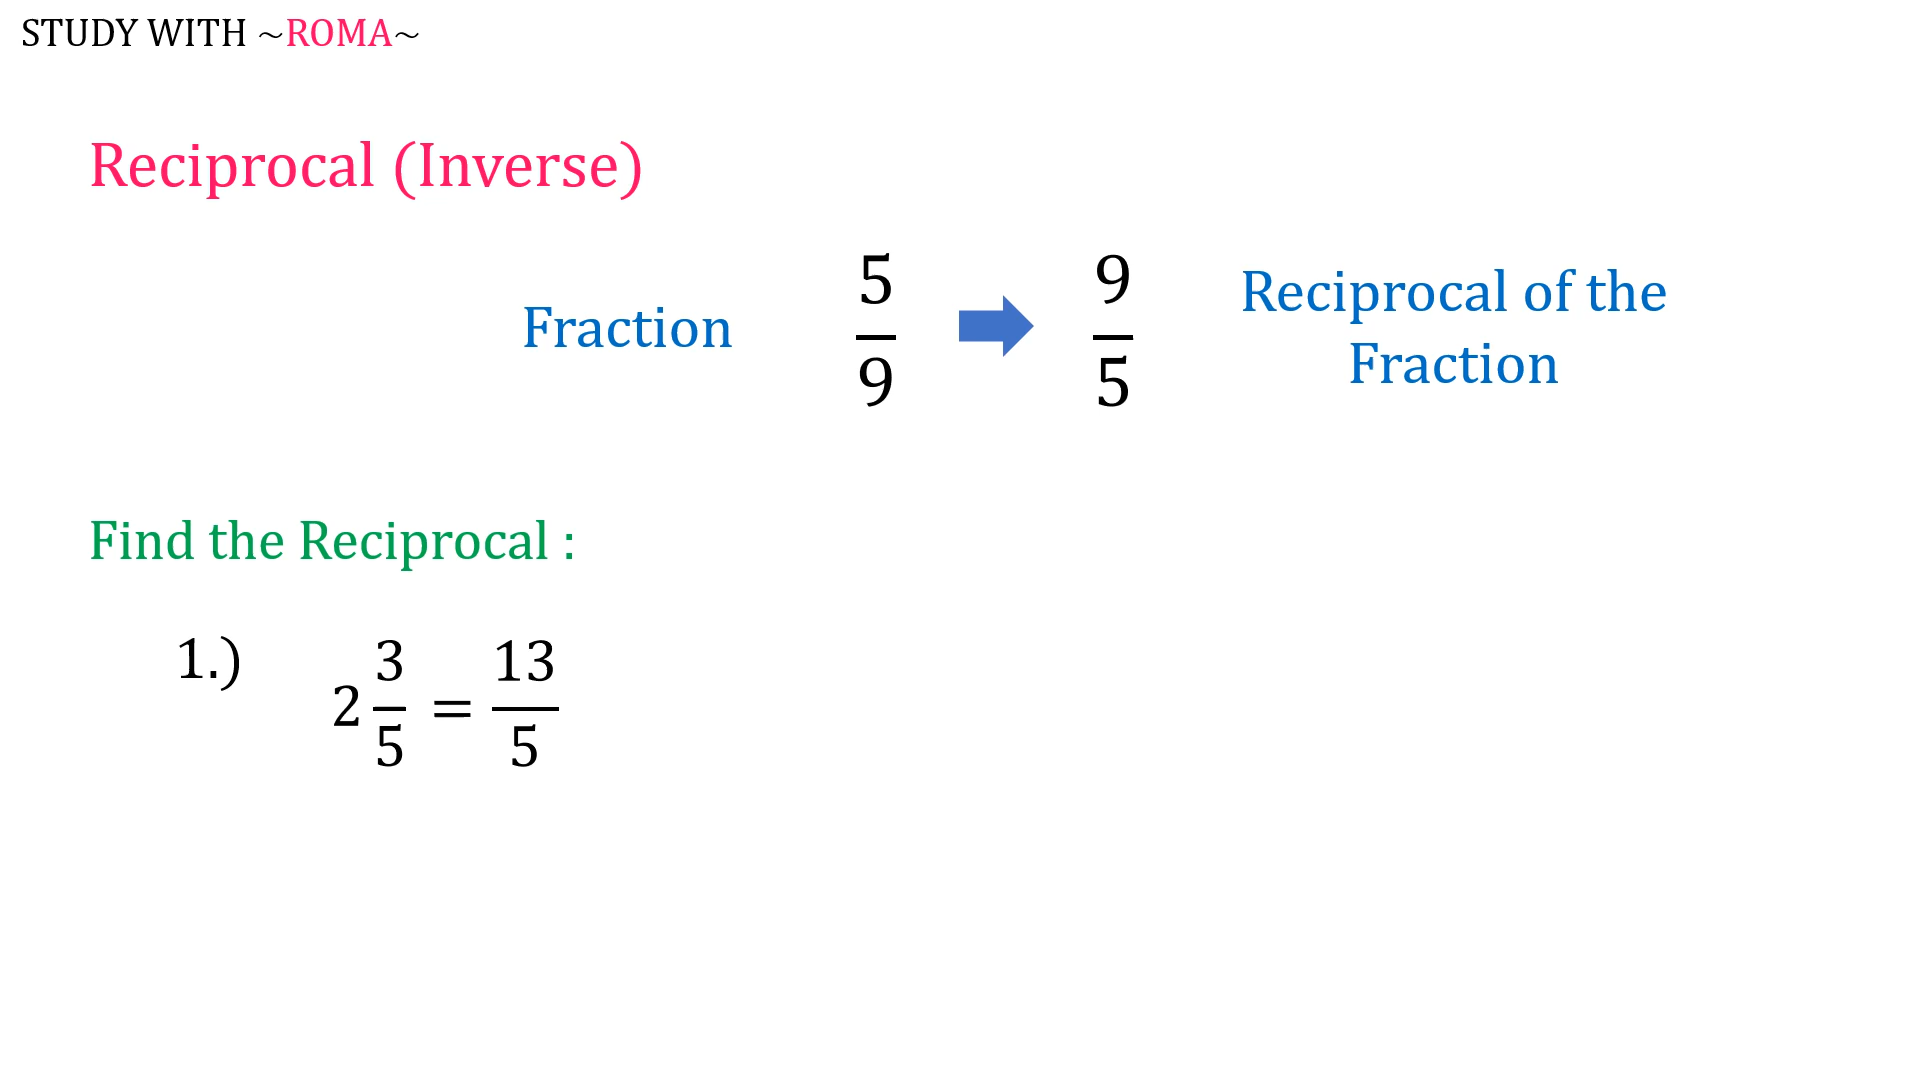 STUDY WITH ~ROMA~
Reciprocal (Inverse)
Fraction 5/9 9/5 Reciprocal of the
Fraction
Find the Reciprocal :
1.) 2 3/5 = 13/5